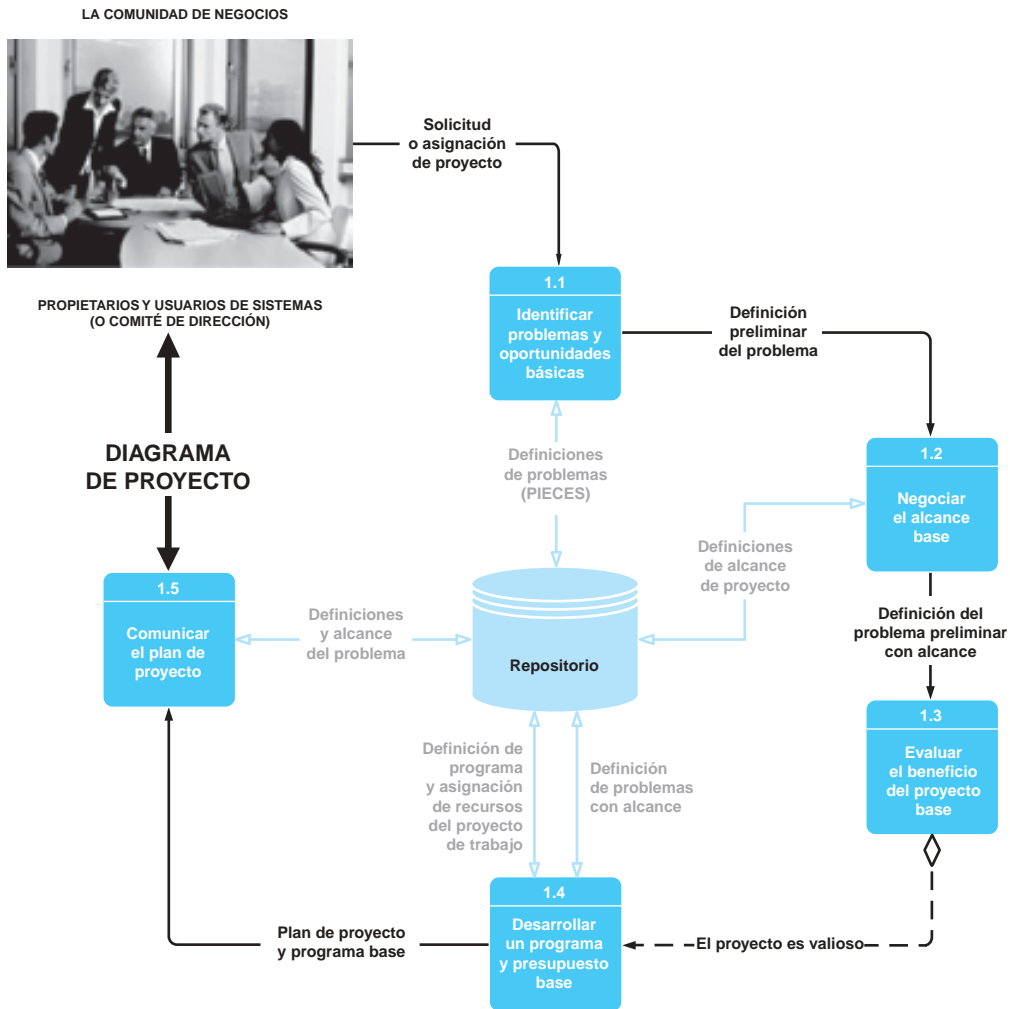 LA COMUNIDAD DE NEGOCIOS
Solicitud
o asignación
de proyecto
PROPIETARIOS Y USUARIOS DE SISTEMAS
(O COMITÉ DE DIRECCIÓN)
1.1
Identificar
problemas y
oportunidades
básicas
Definición
preliminar
del problema
DIAGRAMA
DE PROYECTO
Definiciones
de problemas
(PIECES)
1.2
Negociar
el alcance
base
Definiciones
de alcance
de proyecto
1.5
Comunicar
el plan de
proyecto
Definiciones
y alcance
del problema
Repositorio
Definición del
problema preliminar
con alcance
1.3
Evaluar
el beneficio
del proyecto
base
Definición de
programa
y asignación
de recursos
del proyecto
de trabajo
Definición
de problemas
con alcance
1.4
Desarrollar
un programa
y presupuesto
base
Plan de proyecto
y programa base
El proyecto es valioso